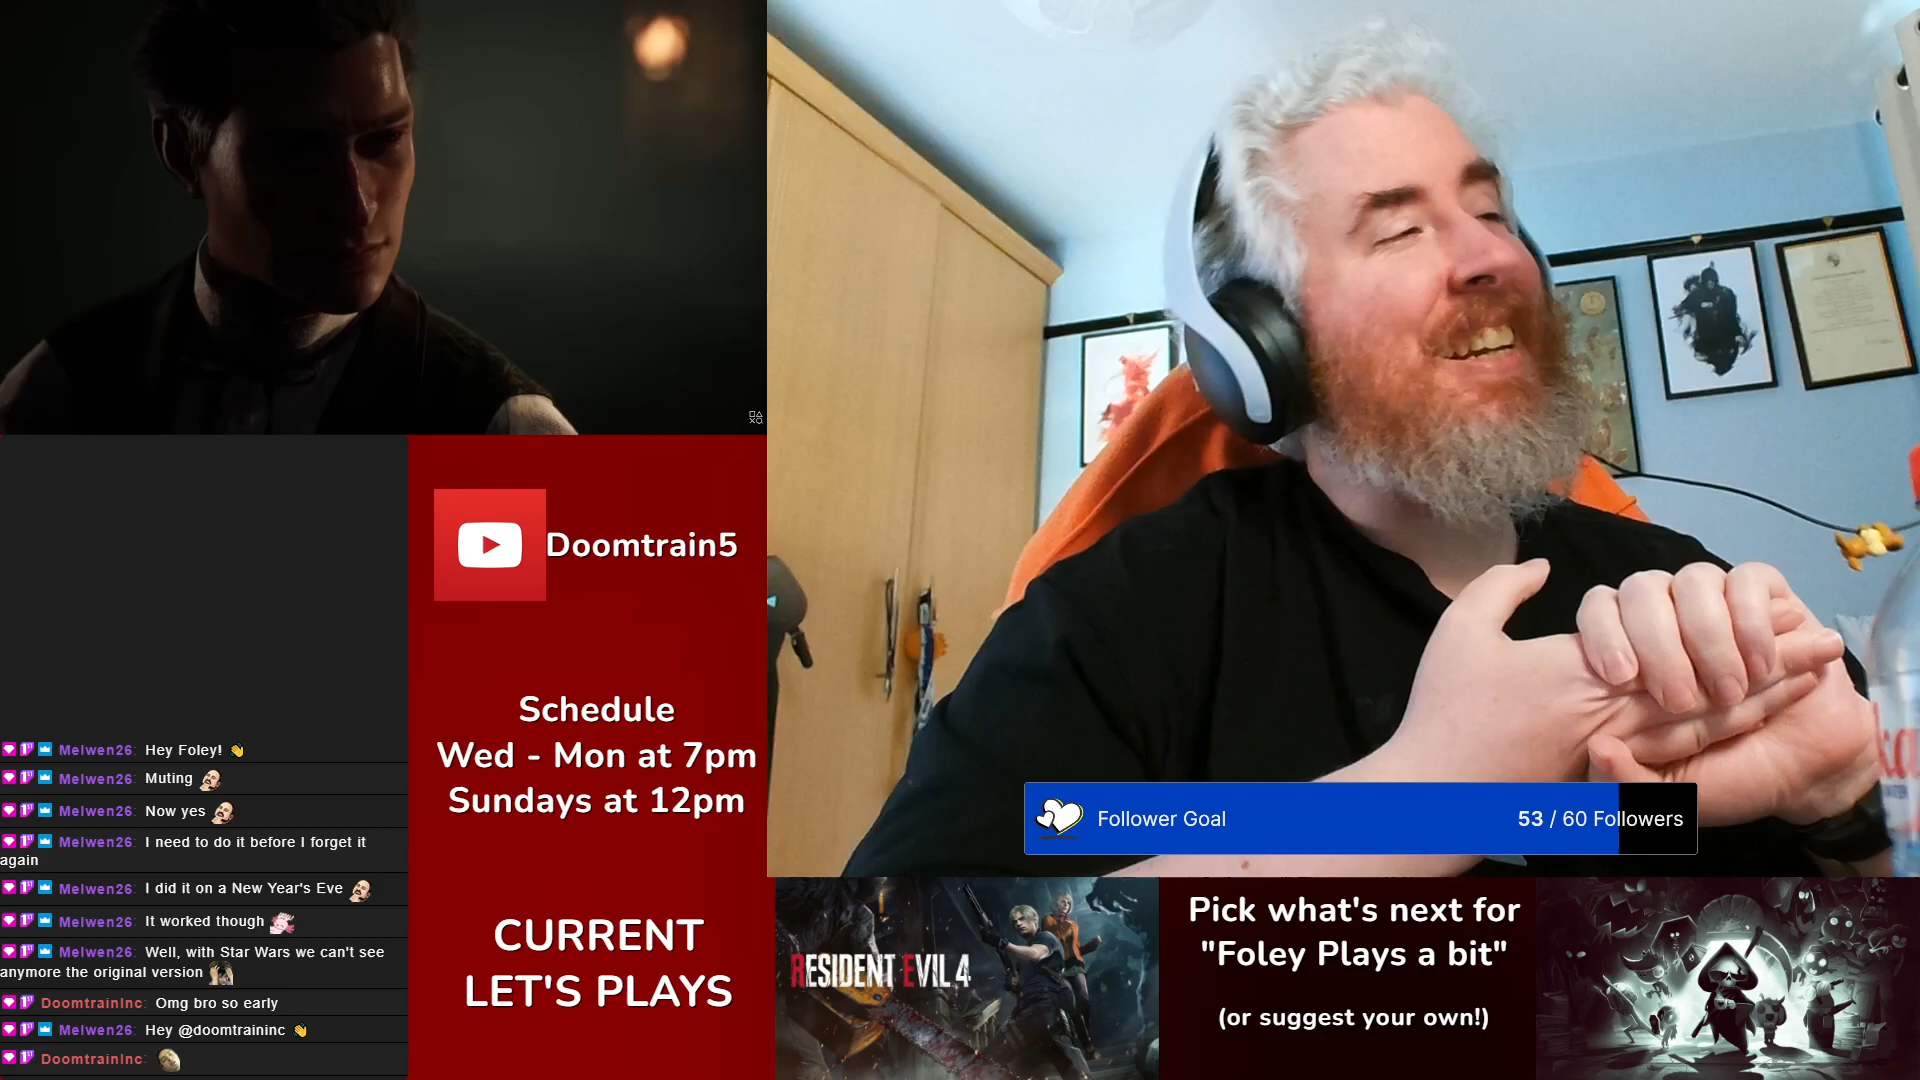 Melwen26: Hey Foley!
Melwen26: Muting
Melwen26: Now yes
Melwen26: I need to do it before I forget it
again
Melwen26: I did it on a New Year's Eve
Melwen26: It worked though
Melwen26: Well, with Star Wars we can't see
anymore the original version
DoomtrainInc: Omg bro so early
Melwen26: Hey @doomtraininc
DoomtrainInc:
Doomtrain5
Schedule
Wed - Mon at 7pm
Sundays at 12pm
CURRENT
LET'S PLAYS
Follower Goal
53 / 60 Followers
RESIDENT EVIL 4
Pick what's next for
"Foley Plays a bit"
(or suggest your own!)